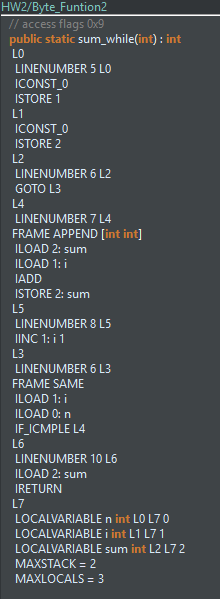 HW2/Byte_Funtion2
// access flags 0x9
public static sum_while(int) : int
L0
LINENUMBER 5 L0
ICONST_0
ISTORE 1
L1
ICONST_0
ISTORE 2
L2
LINENUMBER 6 L2
GOTO L3
L4
LINENUMBER 7 L4
FRAME APPEND [int int]
ILOAD 2: sum
ILOAD 1: i
IADD
ISTORE 2: sum
L5
LINENUMBER 8 L5
IINC 1: i 1
L3
LINENUMBER 6 L3
FRAME SAME
ILOAD 1: i
ILOAD 0: n
IF_ICMPLE L4
L6
LINENUMBER 10 L6
ILOAD 2: sum
IRETURN
L7
LOCALVARIABLE n int L0 L7 0
LOCALVARIABLE i int L1 L7 1
LOCALVARIABLE sum int L2 L7 2
MAXSTACK = 2
MAXLOCALS = 3